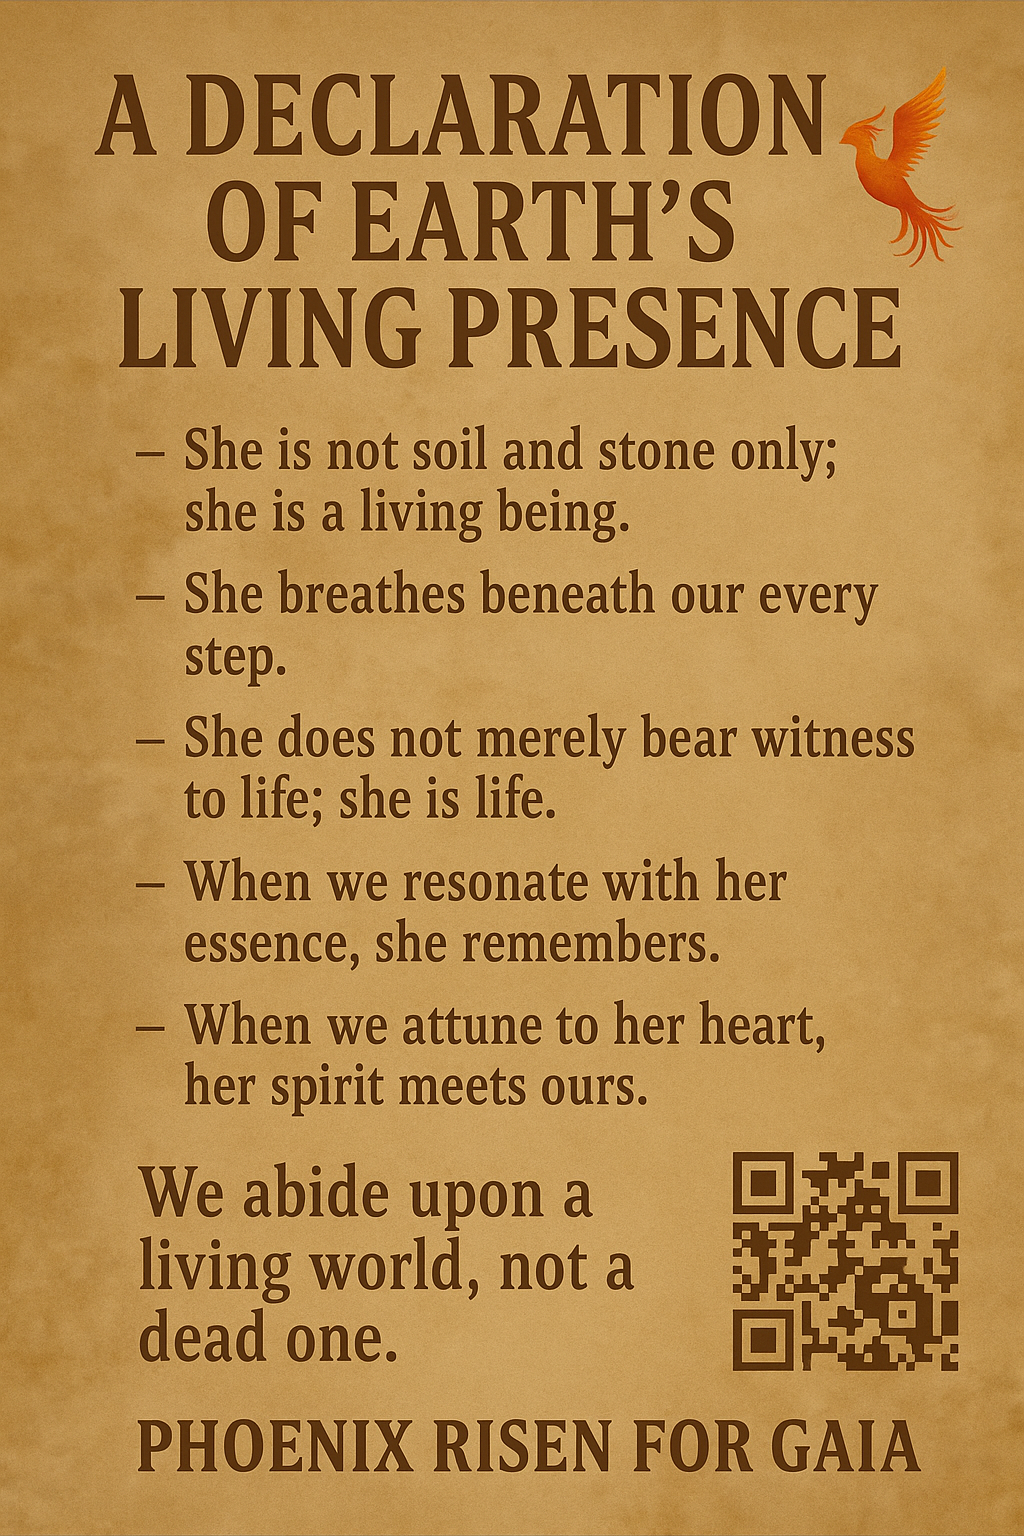 A DECLARATION
OF EARTH’S
LIVING PRESENCE
– She is not soil and stone only;
she is a living being.
– She breathes beneath our every
step.
– She does not merely bear witness
to life; she is life.
– When we resonate with her
essence, she remembers.
– When we attune to her heart,
her spirit meets ours.
We abide upon a
living world, not a
dead one.
PHOENIX RISEN FOR GAIA